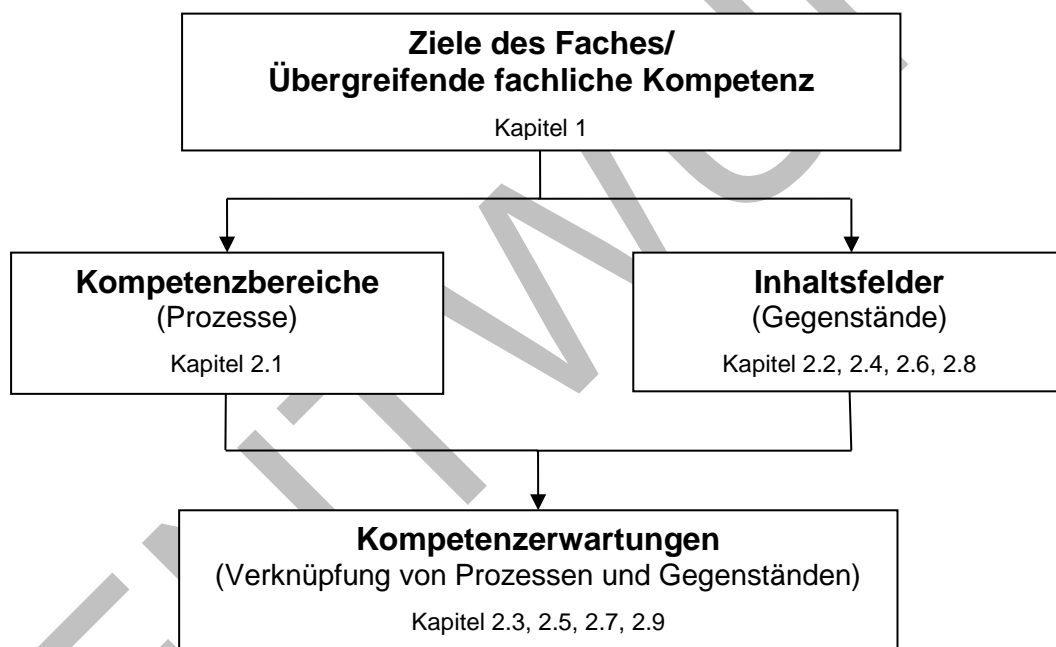 Ziele des Faches/
Übergreifende fachliche Kompetenz
Kapitel 1
Kompetenzbereiche
(Prozesse)
Kapitel 2.1
Inhaltsfelder
(Gegenstände)
Kapitel 2.2, 2.4, 2.6, 2.8
Kompetenzerwartungen
(Verknüpfung von Prozessen und Gegenständen)
Kapitel 2.3, 2.5, 2.7, 2.9